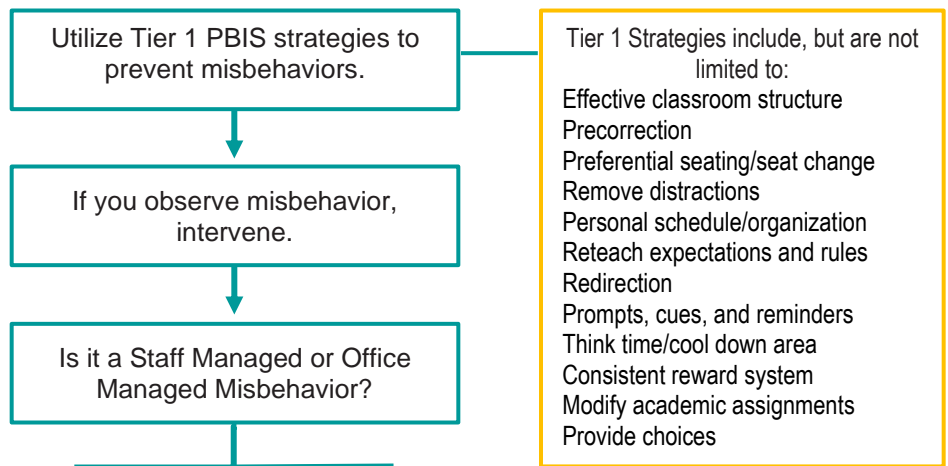 Utilize Tier 1 PBIS strategies to
prevent misbehaviors.
If you observe misbehavior,
intervene.
Is it a Staff Managed or Office
Managed Misbehavior?
Tier 1 Strategies include, but are not
limited to:
Effective classroom structure
Precorrection
Preferential seating/seat change
Remove distractions
Personal schedule/organization
Reteach expectations and rules
Redirection
Prompts, cues, and reminders
Think time/cool down area
Consistent reward system
Modify academic assignments
Provide choices